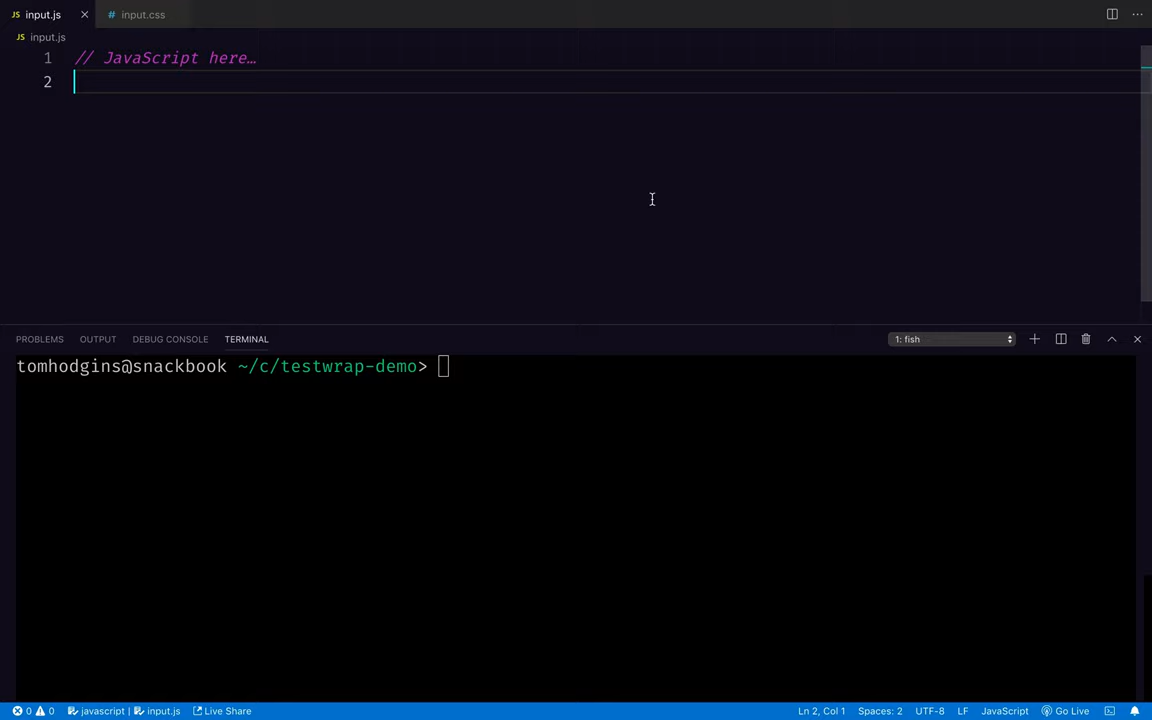 JS input.js
# input.css
JS input.js
1 // JavaScript here…
2
PROBLEMS OUTPUT DEBUG CONSOLE TERMINAL 1: fish
tomhodgins@snackbook ~/c/testwrap-demo>
0 0 javascript | input.js Live Share Ln 2, Col 1 Spaces: 2 UTF-8 LF JavaScript Go Live